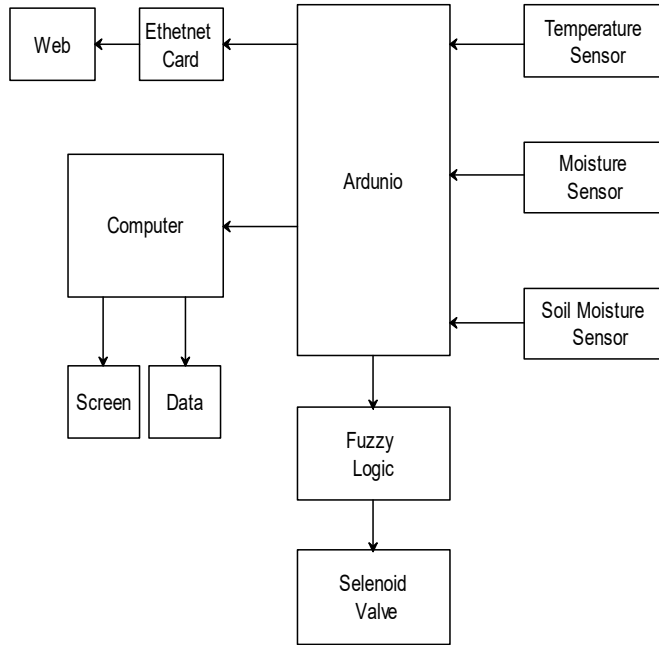 Web
Ethetnet
Card
Ardunio
Temperature
Sensor
Moisture
Sensor
Computer
Soil Moisture
Sensor
Screen
Data
Fuzzy
Logic
Selenoid
Valve